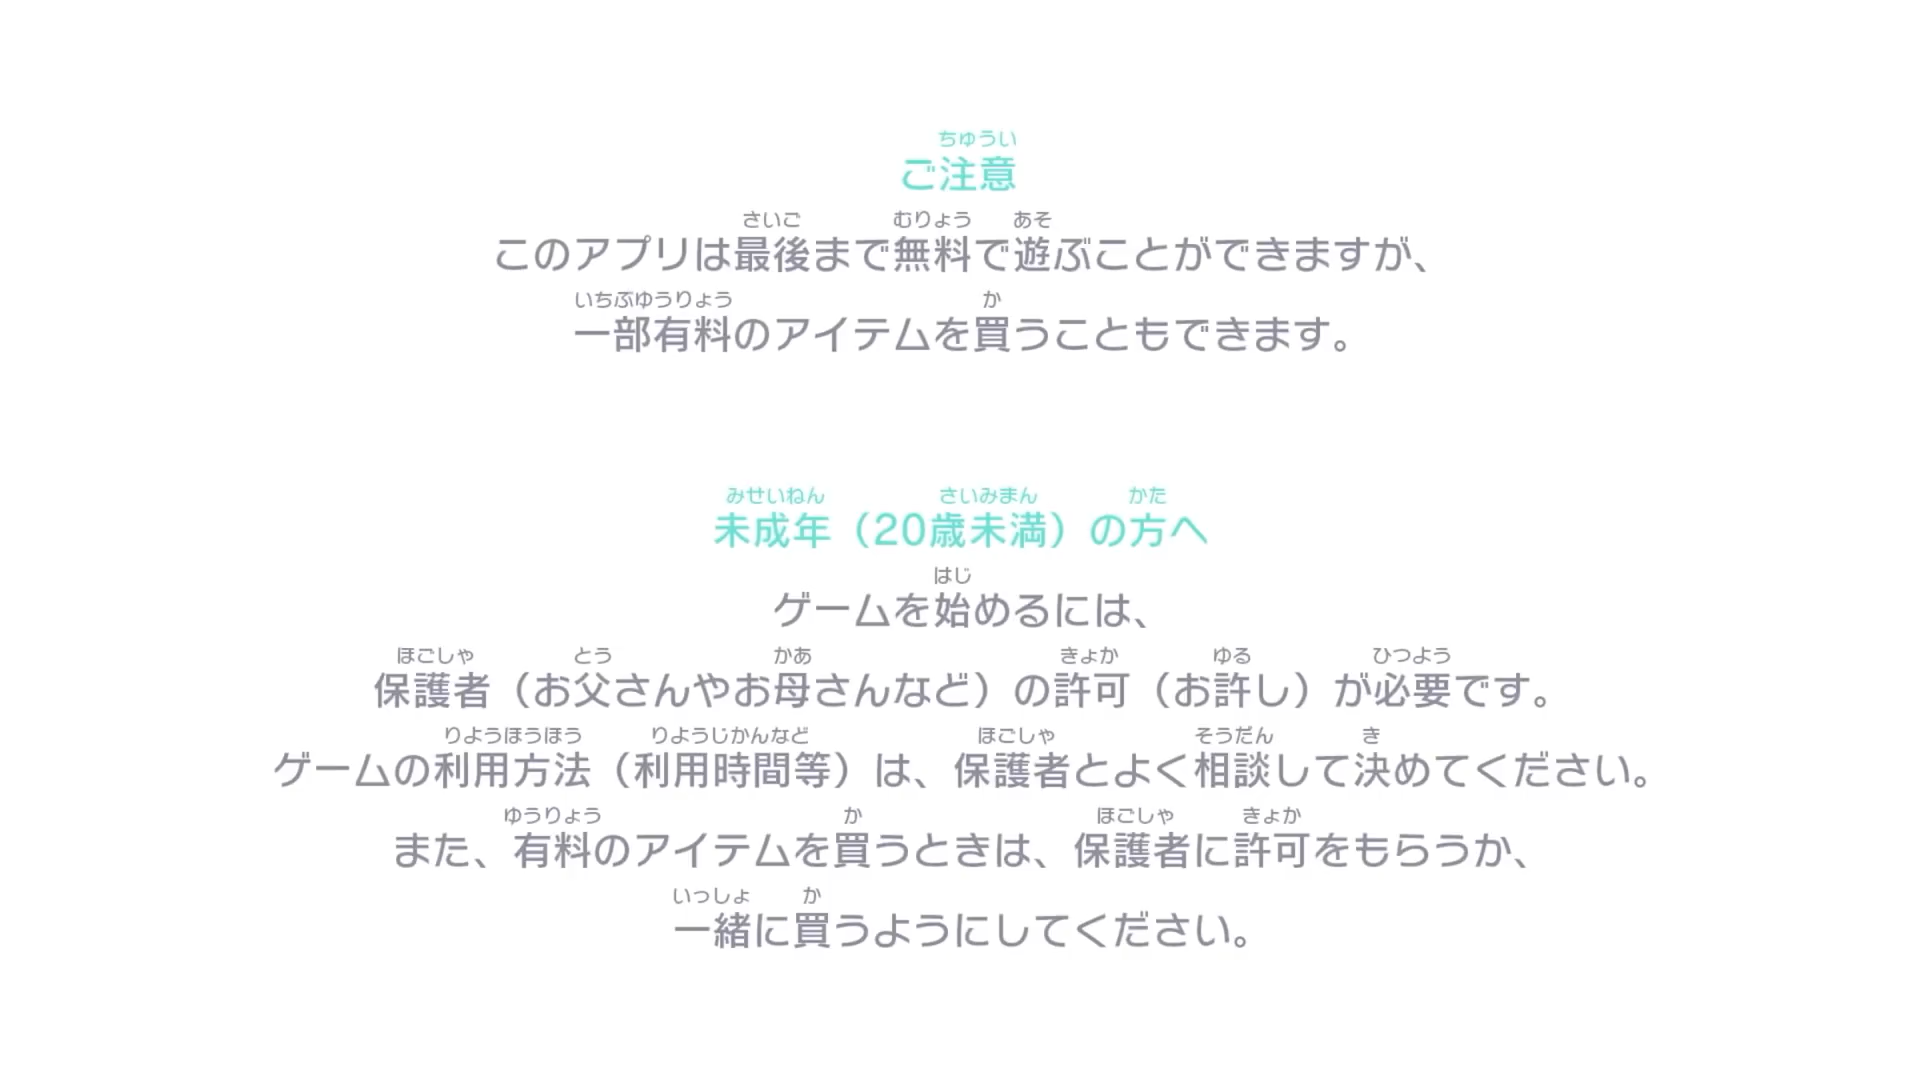 ちゅうい
ご注意
さいご むりょう あそ
このアプリは最後まで無料で遊ぶことができますが、
いちぶゆうりょう か
一部有料のアイテムを買うこともできます。
みせいねん さいみまん かた
未成年（20歳未満）の方へ
はじ
ゲームを始めるには、
ほごしゃ とう かあ きょか ゆる ひつよう
保護者（お父さんやお母さんなど）の許可（お許し）が必要です。
りようほうほう りようじかんなど ほごしゃ そうだん き
ゲームの利用方法（利用時間等）は、保護者とよく相談して決めてください。
ゆうりょう か ほごしゃ きょか
また、有料のアイテムを買うときは、保護者に許可をもらうか、
いっしょ か
一緒に買うようにしてください。